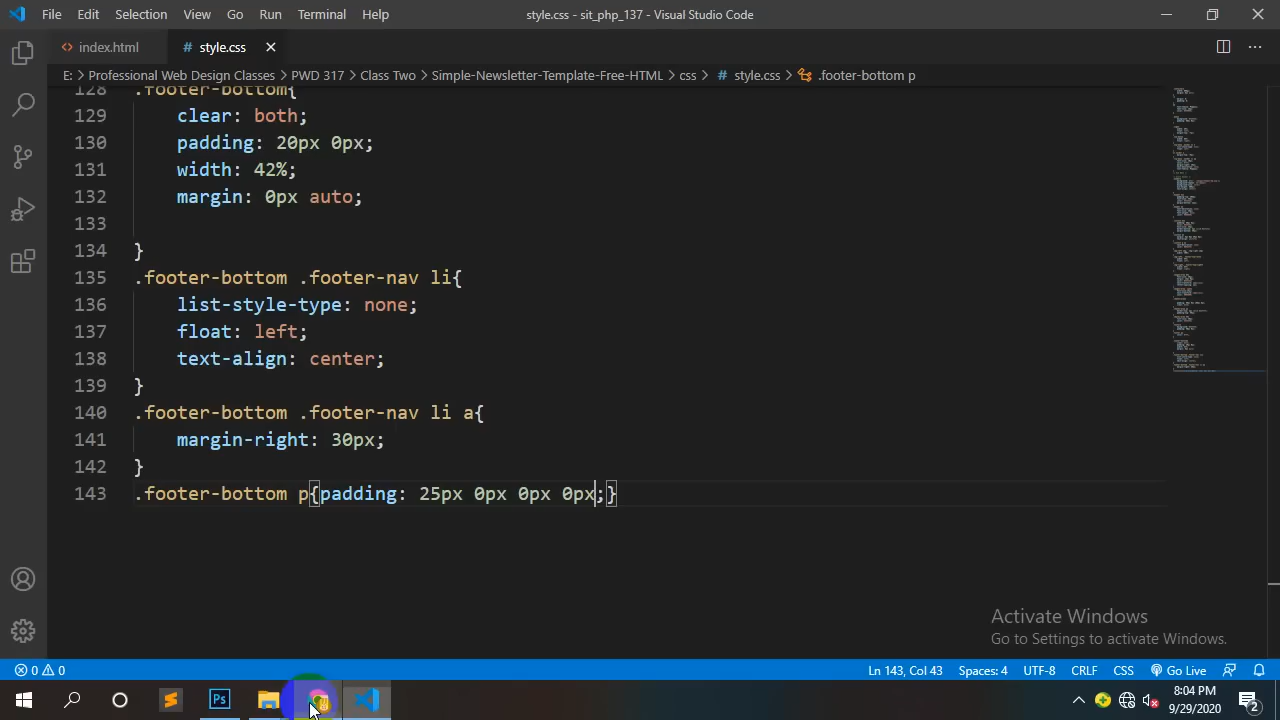 File Edit Selection View Go Run Terminal Help style.css - sit_php_137 - Visual Studio Code
<> index.html # style.css
E: > Professional Web Design Classes > PWD 317 > Class Two > Simple-Newsletter-Template-Free-HTML > css > # style.css > .footer-bottom p
128 .footer-bottom{
129 clear: both;
130 padding: 20px 0px;
131 width: 42%;
132 margin: 0px auto;
133
134 }
135 .footer-bottom .footer-nav li{
136 list-style-type: none;
137 float: left;
138 text-align: center;
139 }
140 .footer-bottom .footer-nav li a{
141 margin-right: 30px;
142 }
143 .footer-bottom p{padding: 25px 0px 0px 0px;}
Activate Windows
Go to Settings to activate Windows.
0 0 Ln 143, Col 43 Spaces: 4 UTF-8 CRLF CSS Go Live
Ps 8:04 PM
9/29/2020 2